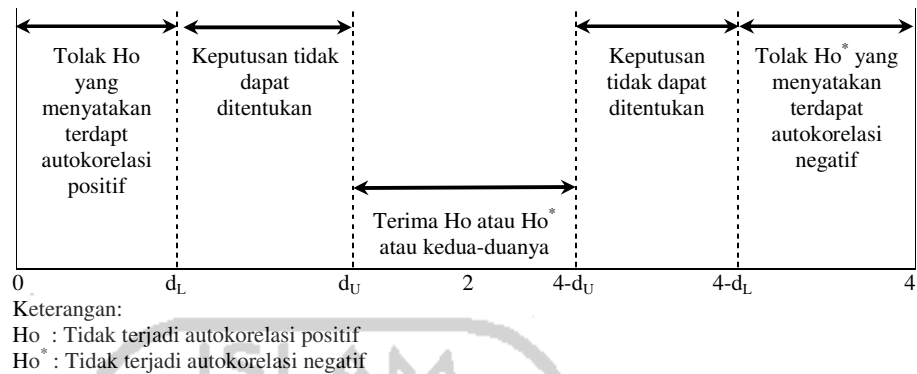 Tolak Ho
yang
menyatakan
terdapt
autokorelasi
positif
Keputusan tidak
dapat
ditentukan
Terima Ho atau Ho*
atau kedua-duanya
Keputusan
tidak dapat
ditentukan
Tolak Ho* yang
menyatakan
terdapat
autokorelasi
negatif
0 dL dU 2 4-dU 4-dL 4
Keterangan:
Ho : Tidak terjadi autokorelasi positif
Ho* : Tidak terjadi autokorelasi negatif